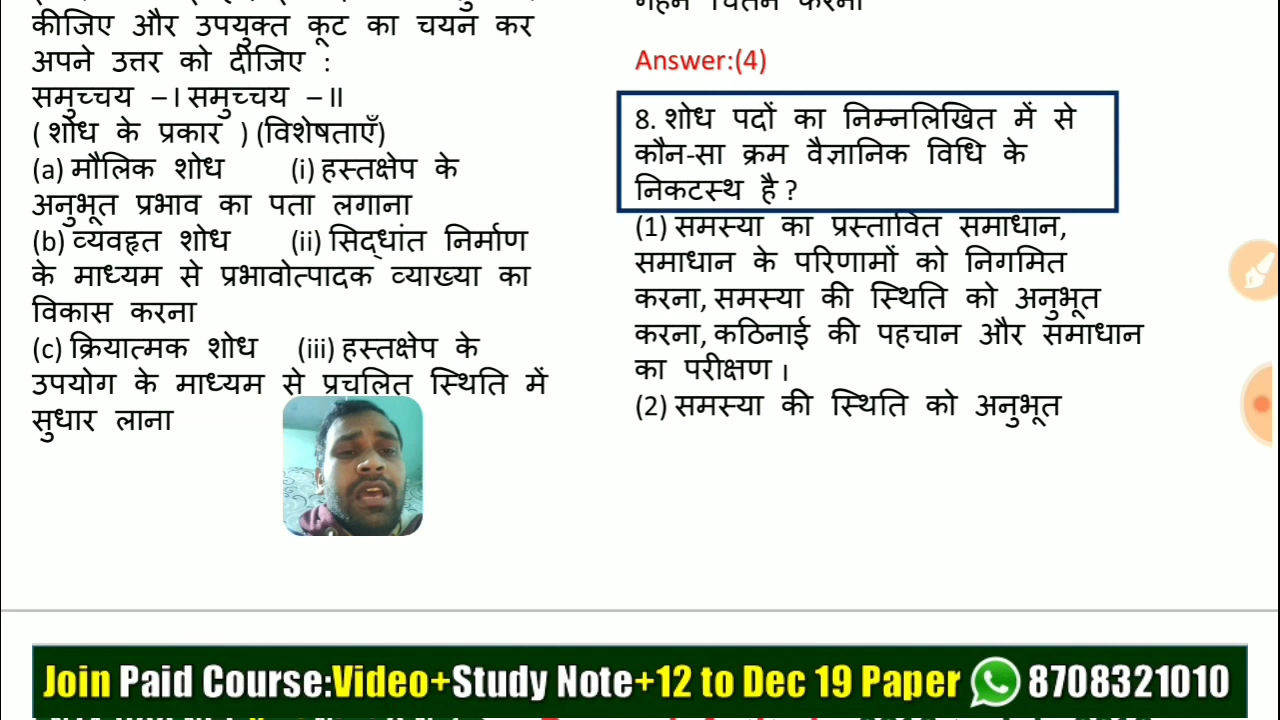 कीजिए और उपयुक्त कूट का चयन कर
अपने उत्तर को दीजिए :
समुच्चय – I समुच्चय – II
( शोध के प्रकार ) (विशेषताएँ)
(a) मौलिक शोध (i) हस्तक्षेप के
अनुभूत प्रभाव का पता लगाना
(b) व्यवहृत शोध (ii) सिद्धांत निर्माण
के माध्यम से प्रभावोत्पादक व्याख्या का
विकास करना
(c) क्रियात्मक शोध (iii) हस्तक्षेप के
उपयोग के माध्यम से प्रचलित स्थिति में
सुधार लाना
गहन चिंतन करना
Answer:(4)
8. शोध पदों का निम्नलिखित में से
कौन-सा क्रम वैज्ञानिक विधि के
निकटस्थ है ?
(1) समस्या का प्रस्तावित समाधान,
समाधान के परिणामों को निगमित
करना, समस्या की स्थिति को अनुभूत
करना, कठिनाई की पहचान और समाधान
का परीक्षण ।
(2) समस्या की स्थिति को अनुभूत
Join Paid Course:Video+Study Note+12 to Dec 19 Paper 8708321010